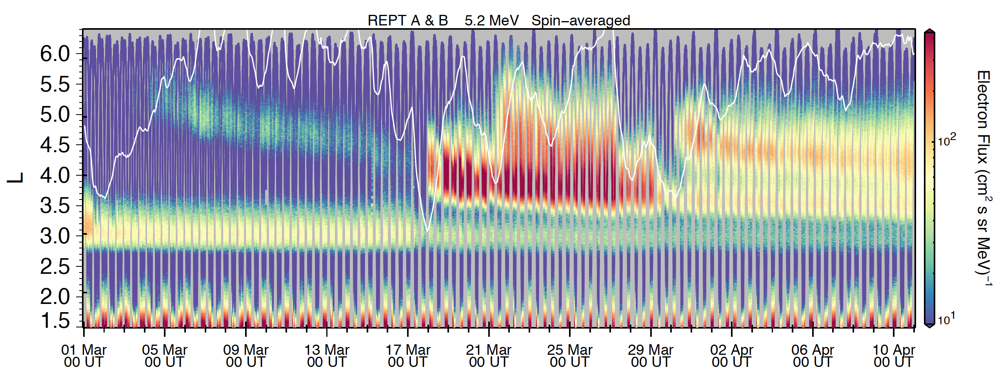 REPT A & B 5.2 MeV Spin−averaged
6.0
5.5
5.0
4.5
4.0
3.5
3.0
2.5
2.0
1.5
L
01 Mar 05 Mar 09 Mar 13 Mar 17 Mar 21 Mar 25 Mar 29 Mar 02 Apr 06 Apr 10 Apr
00 UT 00 UT 00 UT 00 UT 00 UT 00 UT 00 UT 00 UT 00 UT 00 UT 00 UT
10²
10¹
Electron Flux (cm² s sr MeV)⁻¹